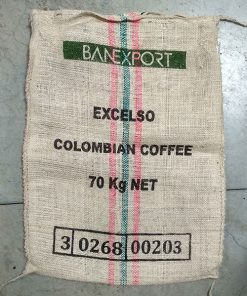 BANEXPORT
EXCELSO
COLOMBIAN COFFEE
70 Kg NET
3 0268 00203